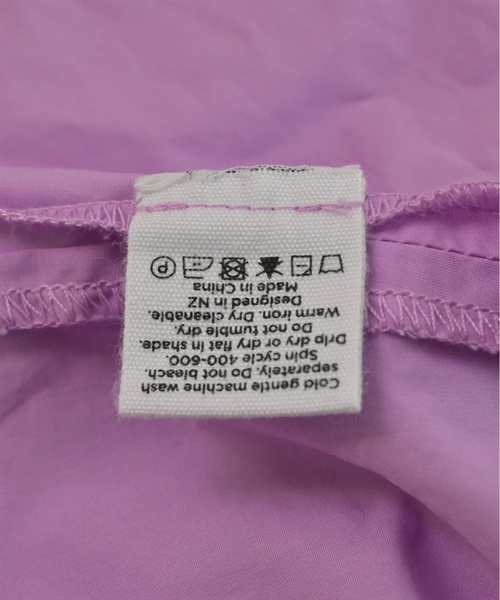 Cold gentle machine wash
separately. Do not bleach.
Spin cycle 400-600.
Drip dry or dry flat in shade.
Do not tumble dry.
Warm iron. Dry cleanable.
Designed in NZ
Made in China
P